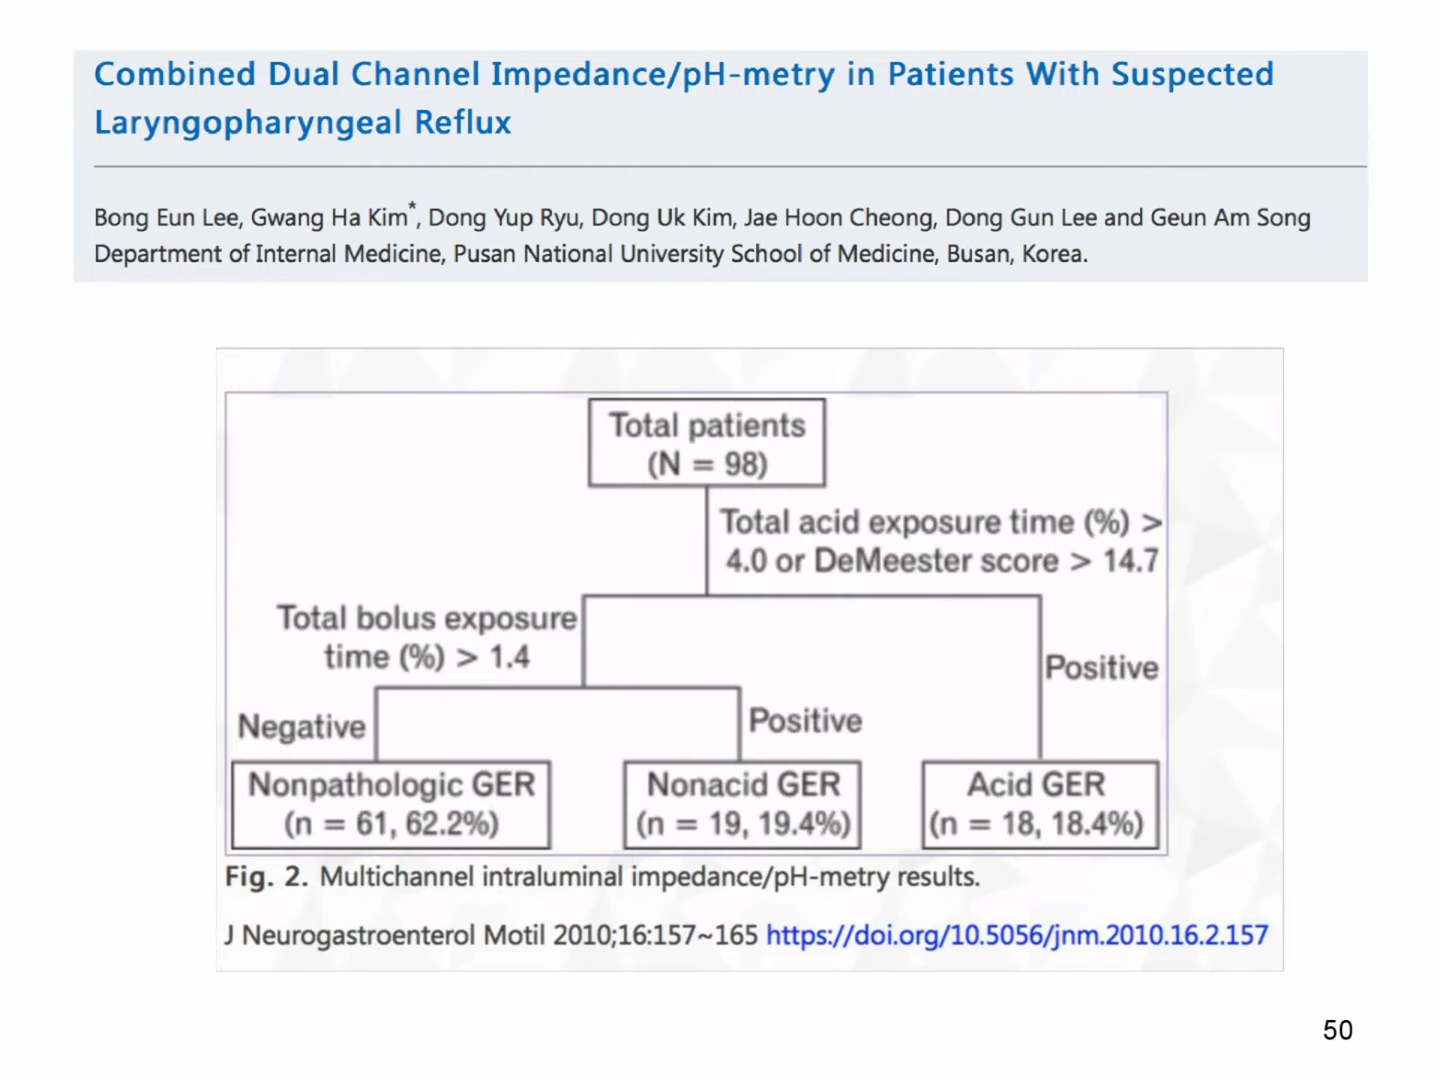 Combined Dual Channel Impedance/pH-metry in Patients With Suspected
Laryngopharyngeal Reflux
Bong Eun Lee, Gwang Ha Kim*, Dong Yup Ryu, Dong Uk Kim, Jae Hoon Cheong, Dong Gun Lee and Geun Am Song
Department of Internal Medicine, Pusan National University School of Medicine, Busan, Korea.
Total patients
(N = 98)
Total acid exposure time (%) >
4.0 or DeMeester score > 14.7
Total bolus exposure
time (%) > 1.4
Positive
Negative
Positive
Nonpathologic GER
(n = 61, 62.2%)
Nonacid GER
(n = 19, 19.4%)
Acid GER
(n = 18, 18.4%)
Fig. 2. Multichannel intraluminal impedance/pH-metry results.
J Neurogastroenterol Motil 2010;16:157~165 https://doi.org/10.5056/jnm.2010.16.2.157
50